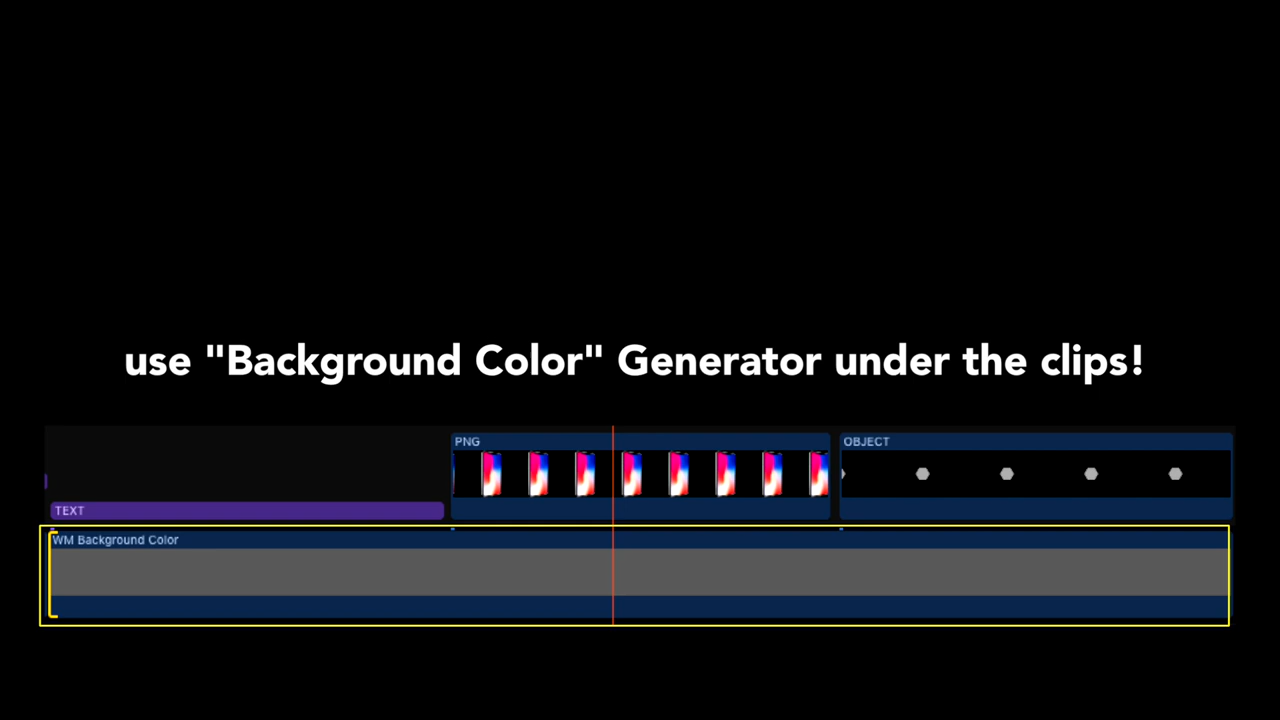 use "Background Color" Generator under the clips!
PNG
OBJECT
TEXT
WM Background Color